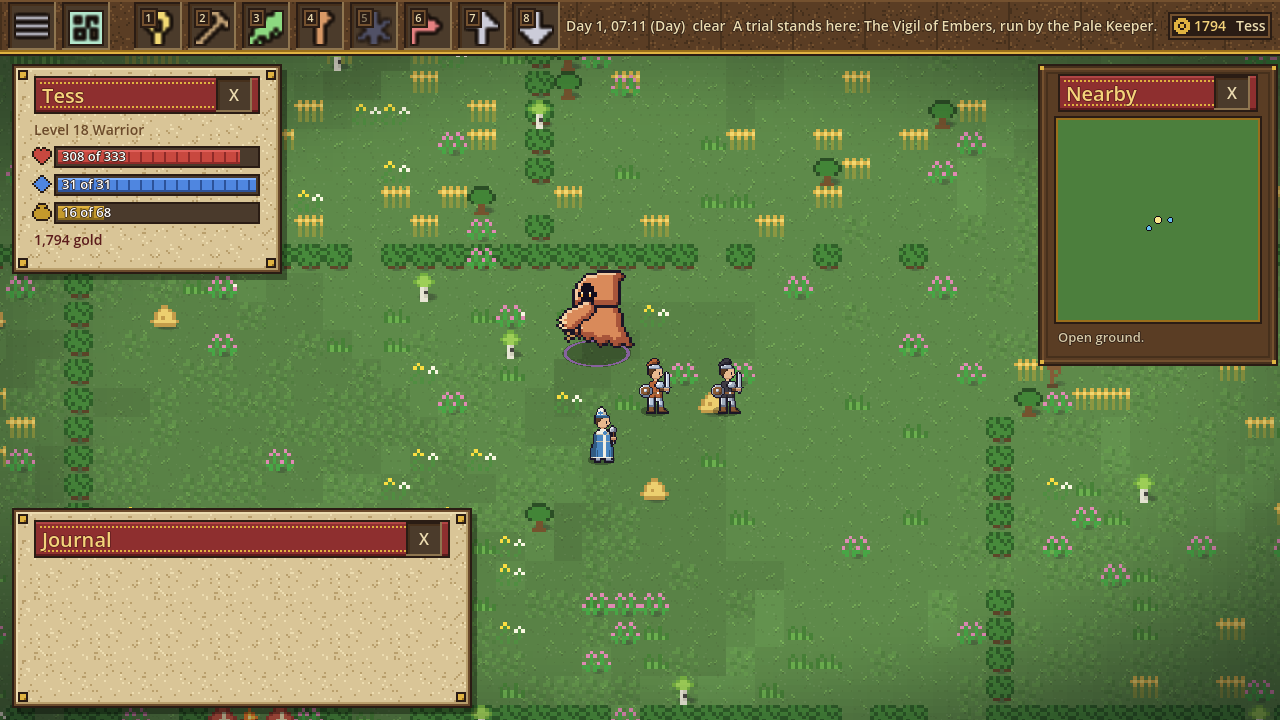 1
2
3
4
5
6
7
8
Day 1, 07:11 (Day)  clear  A trial stands here: The Vigil of Embers, run by the Pale Keeper.
1794  Tess
Tess
X
Level 18 Warrior
308 of 333
31 of 31
16 of 68
1,794 gold
Nearby
X
Open ground.
Journal
X